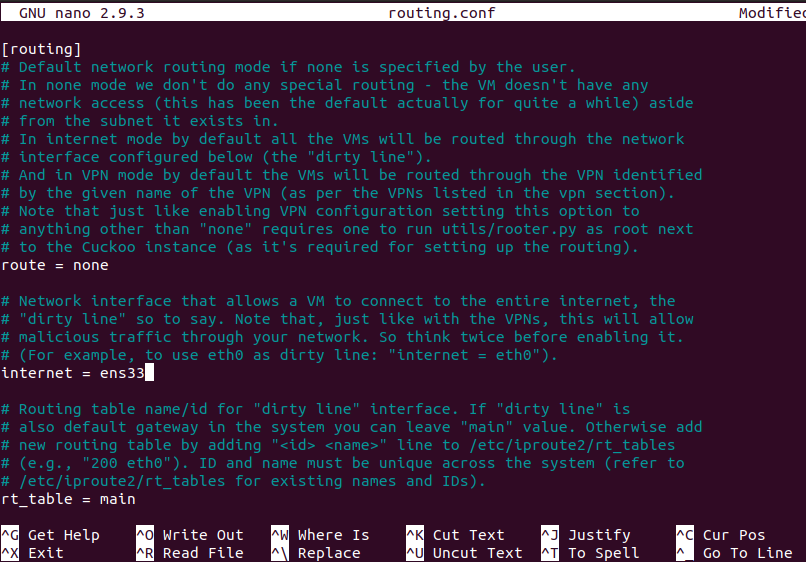 GNU nano 2.9.3 routing.conf Modified
[routing]
# Default network routing mode if none is specified by the user.
# In none mode we don't do any special routing - the VM doesn't have any
# network access (this has been the default actually for quite a while) aside
# from the subnet it exists in.
# In internet mode by default all the VMs will be routed through the network
# interface configured below (the "dirty line").
# And in VPN mode by default the VMs will be routed through the VPN identified
# by the given name of the VPN (as per the VPNs listed in the vpn section).
# Note that just like enabling VPN configuration setting this option to
# anything other than "none" requires one to run utils/rooter.py as root next
# to the Cuckoo instance (as it's required for setting up the routing).
route = none
# Network interface that allows a VM to connect to the entire internet, the
# "dirty line" so to say. Note that, just like with the VPNs, this will allow
# malicious traffic through your network. So think twice before enabling it.
# (For example, to use eth0 as dirty line: "internet = eth0").
internet = ens33
# Routing table name/id for "dirty line" interface. If "dirty line" is
# also default gateway in the system you can leave "main" value. Otherwise add
# new routing table by adding "<id> <name>" line to /etc/iproute2/rt_tables
# (e.g., "200 eth0"). ID and name must be unique across the system (refer to
# /etc/iproute2/rt_tables for existing names and IDs).
rt_table = main
^G Get Help ^O Write Out ^W Where Is ^K Cut Text ^J Justify ^C Cur Pos
^X Exit ^R Read File ^\ Replace ^U Uncut Text ^T To Spell ^_ Go To Line